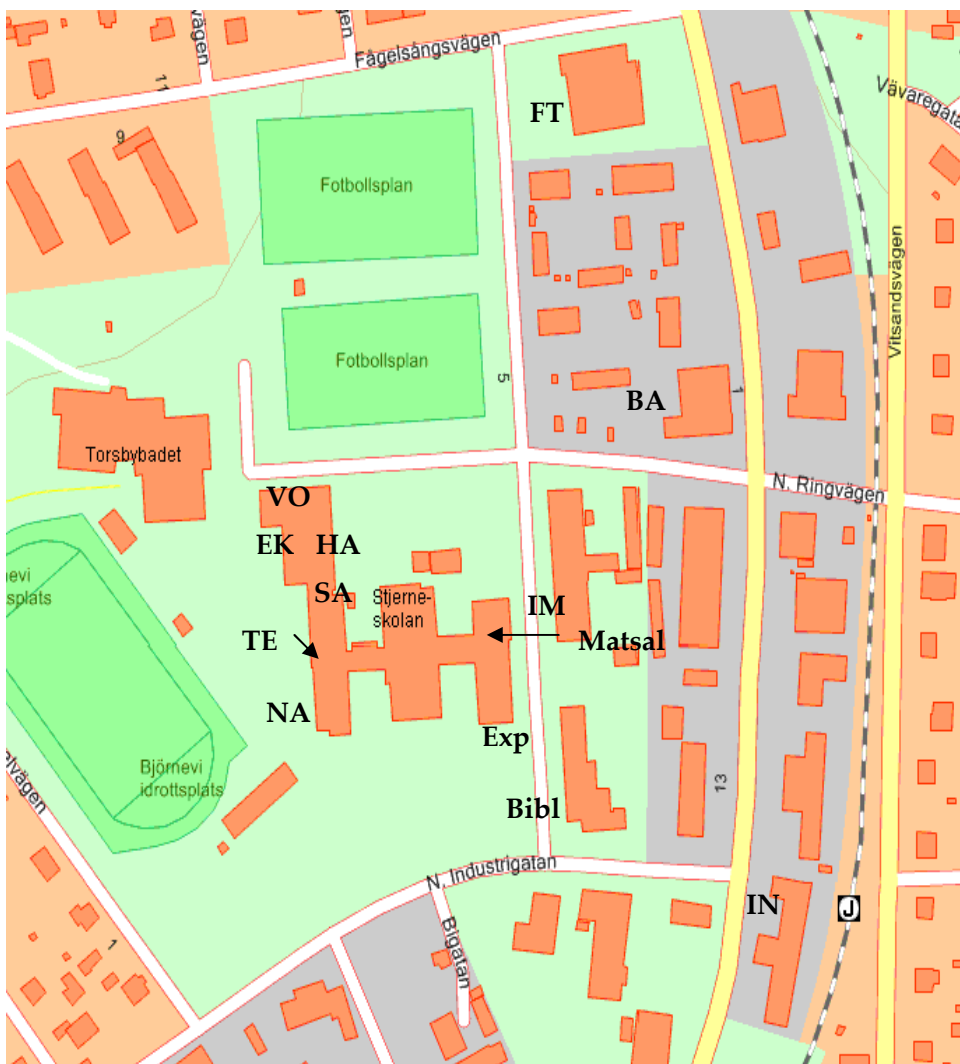 Fågelsångsvägen
vägen
11
9
FT
Vävaregatan
Fotbollsplan
Vitsandsvägen
Fotbollsplan
5
1
BA
Torsbybadet
N. Ringvägen
VO
EK HA
SA
Stjerne-
skolan
IM
TE
Matsal
NA
Exp
Björnevi
idrottsplats
13
Bibl
N. Industrigatan
IN
J
Bigatan
1